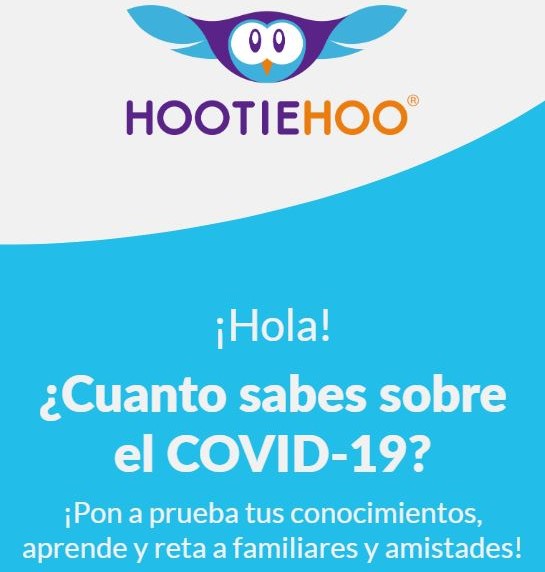 HOOTIEHOO®
¡Hola!
¿Cuanto sabes sobre
el COVID-19?
¡Pon a prueba tus conocimientos,
aprende y reta a familiares y amistades!